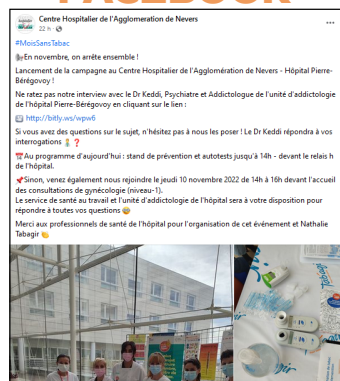 FACEBOOK
Centre Hospitalier de l'Agglomeration de Nevers
22 h ·
#MoisSansTabac
En novembre, on arrête ensemble !
Lancement de la campagne au Centre Hospitalier de l'Agglomération de Nevers - Hôpital Pierre-
Bérégovoy !
Ne ratez pas notre interview avec le Dr Keddi, Psychiatre et Addictologue de l'unité d'addictologie
de l'hôpital Pierre-Bérégovoy en cliquant sur le lien :
http://bitly.ws/wpw6
Si vous avez des questions sur le sujet, n'hésitez pas à nous les poser ! Le Dr Keddi répondra à vos
interrogations ❓
Au programme d'aujourd'hui : stand de prévention et autotests jusqu'à 14h - devant le relais h
de l'hôpital.
📌Sinon, venez également nous rejoindre le jeudi 10 novembre 2022 de 14h à 16h devant l'accueil
des consultations de gynécologie (niveau-1).
Le service de santé au travail et l'unité d'addictologie de l'hôpital sera à votre disposition pour
répondre à toutes vos questions
Merci aux professionnels de santé de l'hôpital pour l'organisation de cet événement et Nathalie
Tabagir
Tabagir